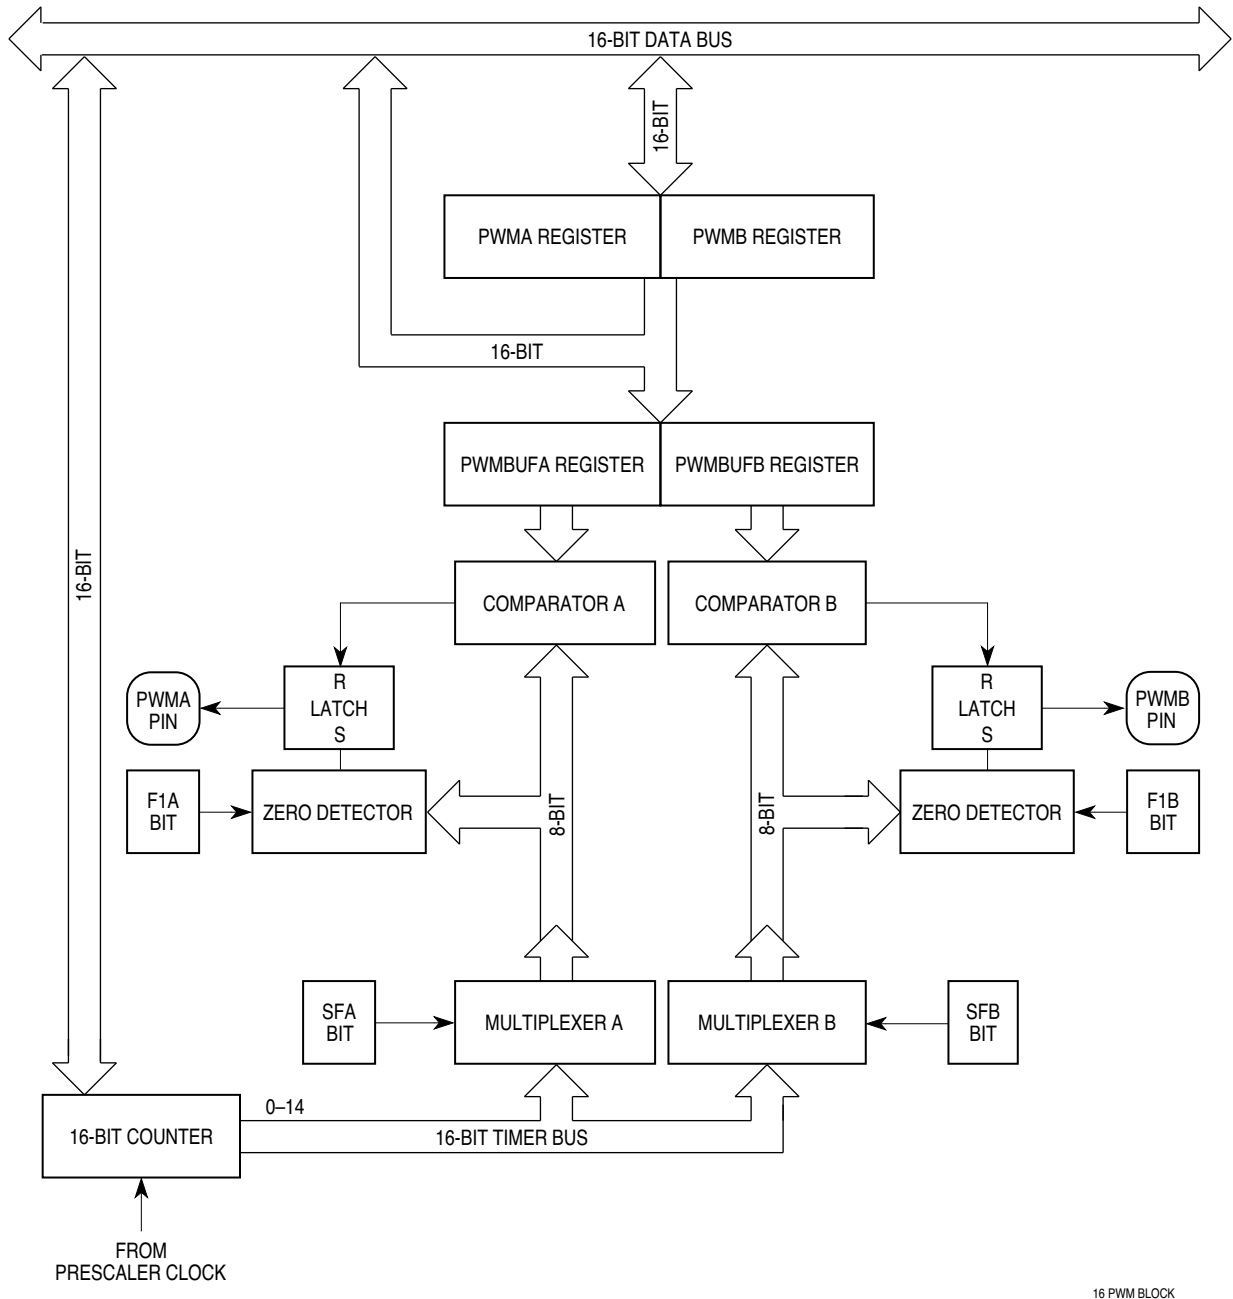 16-BIT DATA BUS
16-BIT
PWMA REGISTER
PWMB REGISTER
16-BIT
PWMBUFA REGISTER
PWMBUFB REGISTER
16-BIT
COMPARATOR A
COMPARATOR B
R
LATCH
S
PWMA
PIN
R
LATCH
S
PWMB
PIN
F1A
BIT
ZERO DETECTOR
8-BIT
8-BIT
ZERO DETECTOR
F1B
BIT
SFA
BIT
MULTIPLEXER A
MULTIPLEXER B
SFB
BIT
0–14
16-BIT COUNTER
16-BIT TIMER BUS
FROM
PRESCALER CLOCK
16 PWM BLOCK